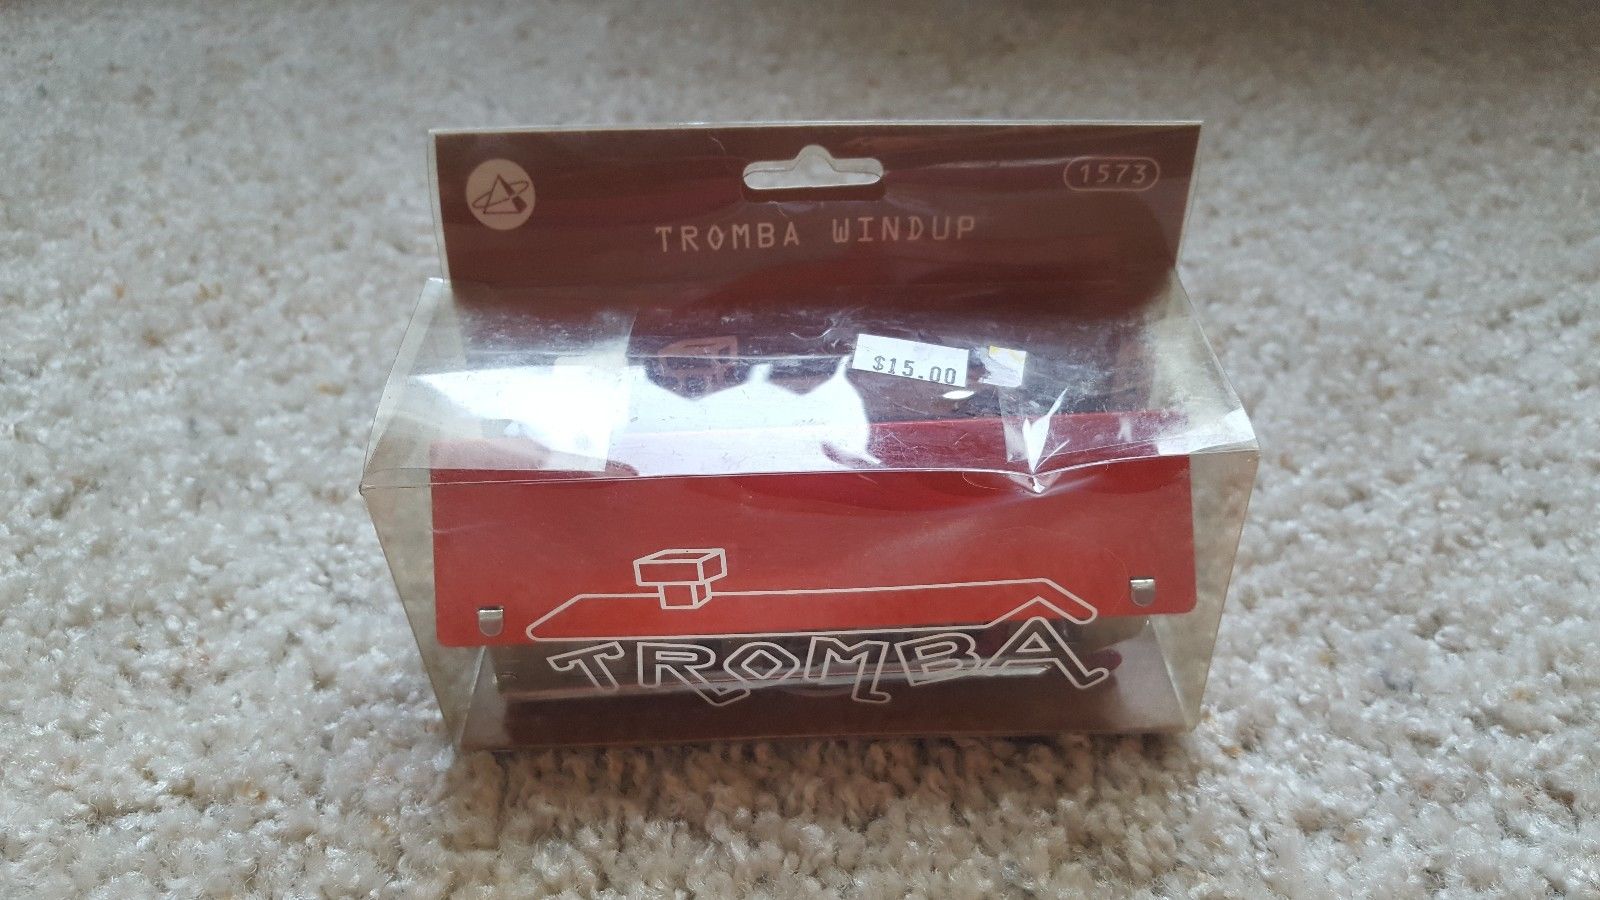 1573
TROMBA WINDUP
$15.00
TROMBA